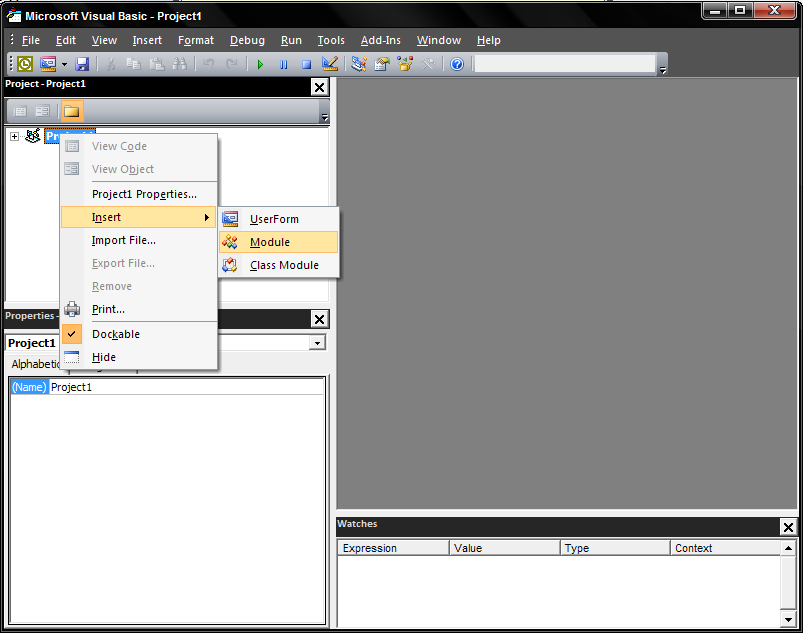 Microsoft Visual Basic - Project1
File Edit View Insert Format Debug Run Tools Add-Ins Window Help
Project - Project1
View Code
View Object
Project1 Properties...
Insert
UserForm
Import File...
Module
Export File...
Class Module
Remove
Print...
Properties -
Dockable
Project1
Hide
Alphabetic
(Name) Project1
Watches
Expression Value Type Context